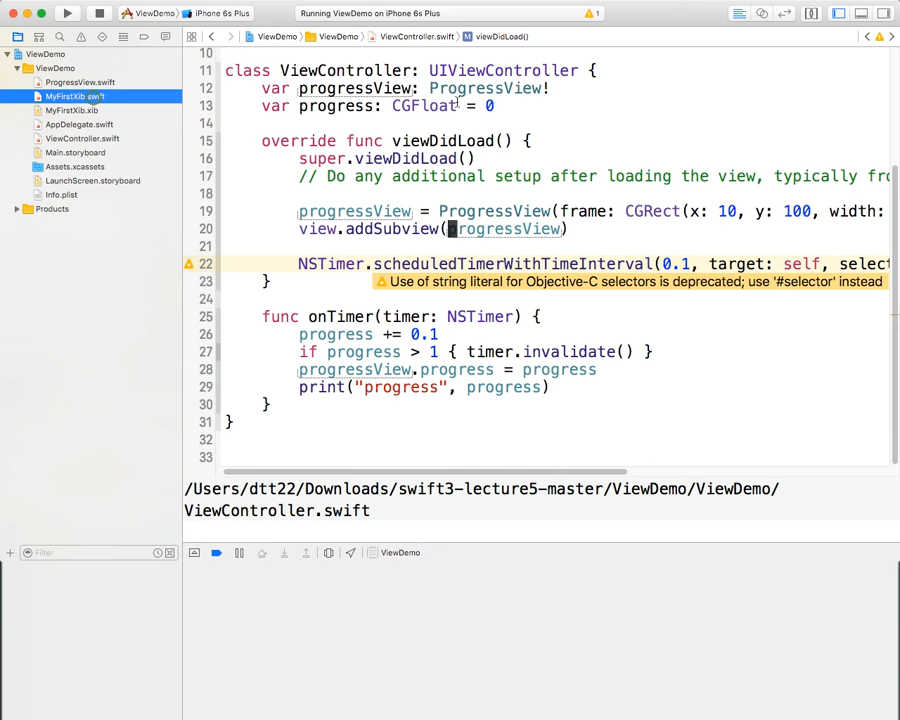 ViewDemo
iPhone 6s Plus
Running ViewDemo on iPhone 6s Plus
1
ViewDemo
ViewDemo
ViewController.swift
M
viewDidLoad()
ViewDemo
ViewDemo
ProgressView.swift
MyFirstXib.swift
MyFirstXib.xib
AppDelegate.swift
ViewController.swift
Main.storyboard
Assets.xcassets
LaunchScreen.storyboard
Info.plist
Products
10
11 class ViewController: UIViewController {
12 var progressView: ProgressView!
13 var progress: CGFloat = 0
14
15 override func viewDidLoad() {
16 super.viewDidLoad()
17 // Do any additional setup after loading the view, typically fro
18
19 progressView = ProgressView(frame: CGRect(x: 10, y: 100, width:
20 view.addSubview(progressView)
21
22 NSTimer.scheduledTimerWithTimeInterval(0.1, target: self, select
23 }
Use of string literal for Objective-C selectors is deprecated; use '#selector' instead
24
25 func onTimer(timer: NSTimer) {
26 progress += 0.1
27 if progress > 1 { timer.invalidate() }
28 progressView.progress = progress
29 print("progress", progress)
30 }
31 }
32
33
/Users/dtt22/Downloads/swift3-lecture5-master/ViewDemo/ViewDemo/
ViewController.swift
Filter
ViewDemo